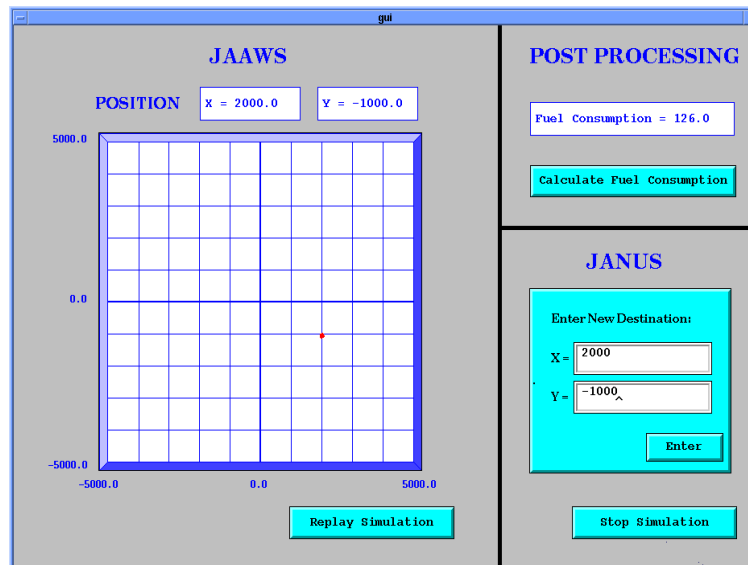 gui
JAAWS
POSITION X = 2000.0 Y = -1000.0
5000.0
0.0
-5000.0
-5000.0 0.0 5000.0
Replay Simulation
POST PROCESSING
Fuel Consumption = 126.0
Calculate Fuel Consumption
JANUS
Enter New Destination:
X = 2000
Y = -1000
Enter
Stop Simulation